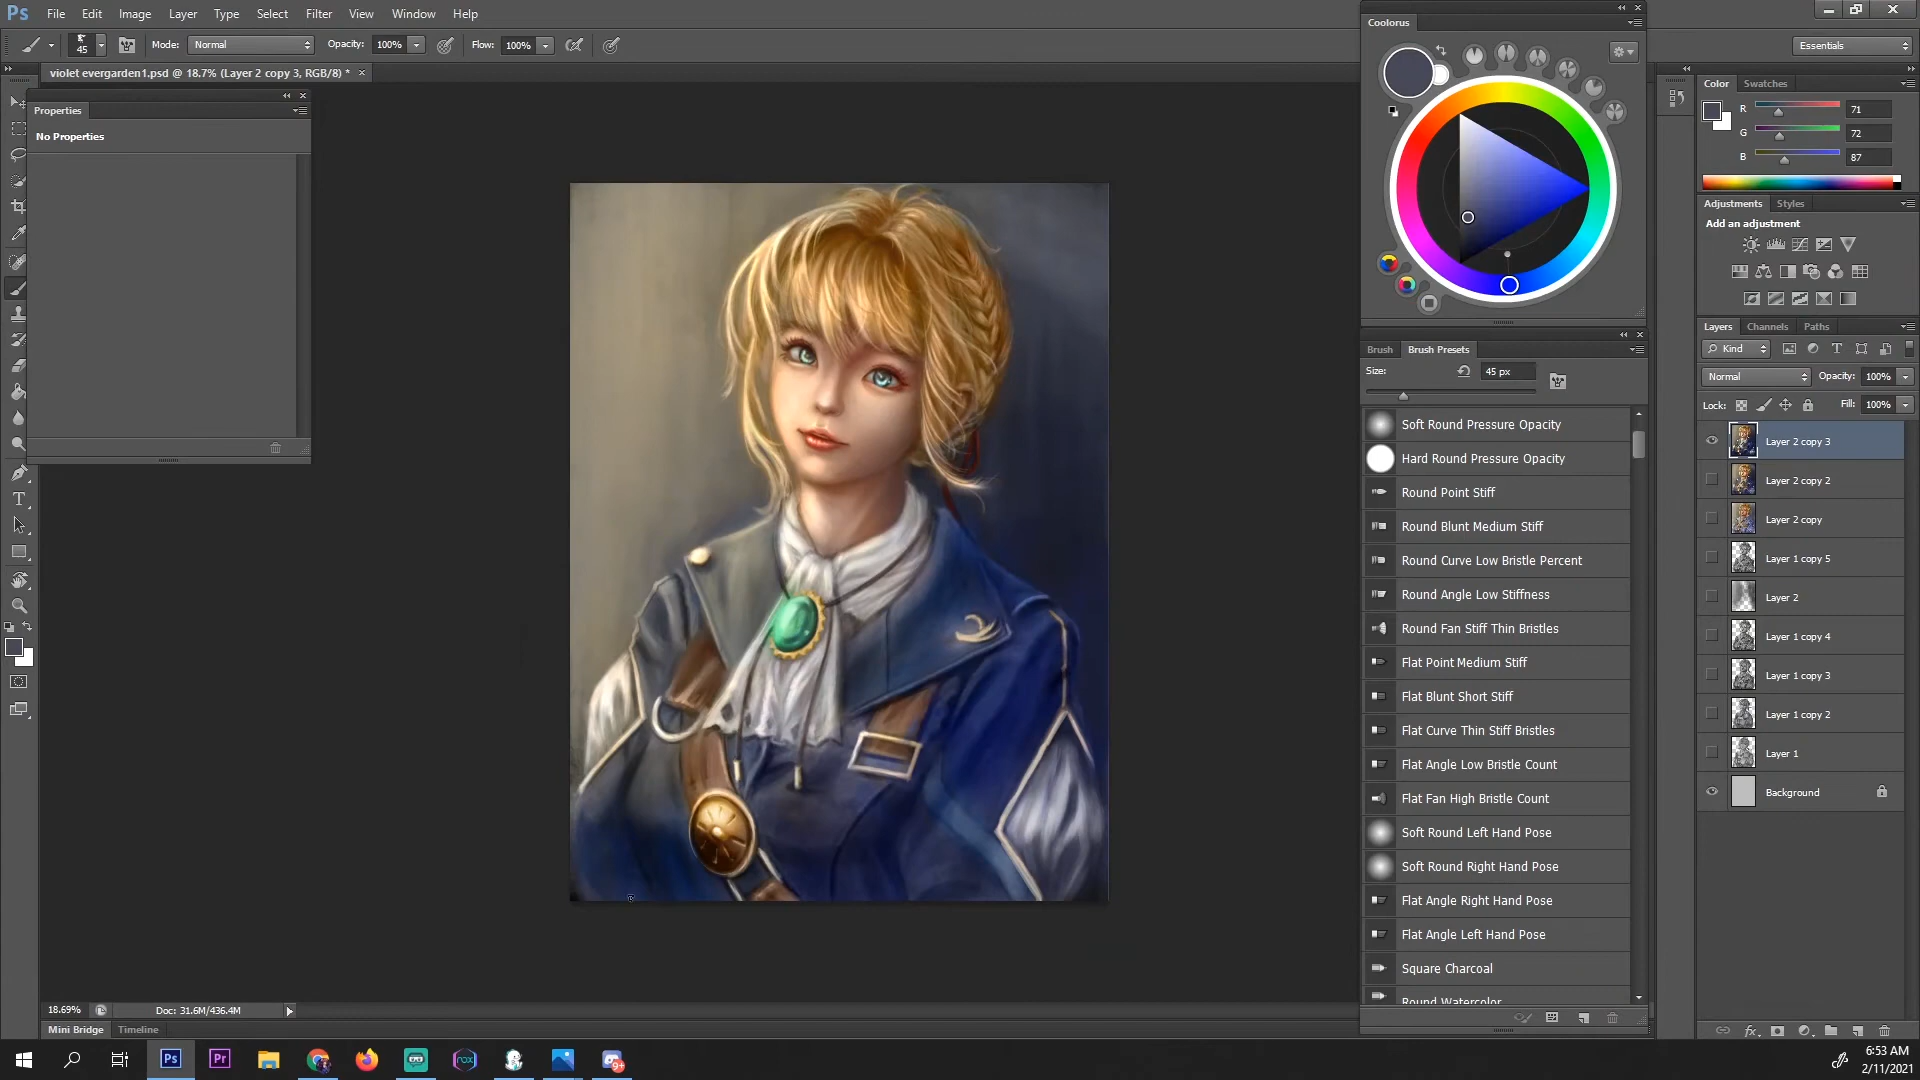 Ps File Edit Image Layer Type Select Filter View Window Help
Coolorus
45 Mode: Normal Opacity: 100% Flow: 100% Essentials
violet evergarden1.psd @ 18.7% (Layer 2 copy 3, RGB/8) *
Properties
No Properties
Color Swatches
R 71
G 72
B 87
Adjustments Styles
Add an adjustment
Layers Channels Paths
Kind
Normal Opacity: 100%
Lock: Fill: 100%
Layer 2 copy 3
Layer 2 copy 2
Layer 2 copy
Layer 1 copy 5
Layer 2
Layer 1 copy 4
Layer 1 copy 3
Layer 1 copy 2
Layer 1
Background
Brush Brush Presets
Size: 45 px
Soft Round Pressure Opacity
Hard Round Pressure Opacity
Round Point Stiff
Round Blunt Medium Stiff
Round Curve Low Bristle Percent
Round Angle Low Stiffness
Round Fan Stiff Thin Bristles
Flat Point Medium Stiff
Flat Blunt Short Stiff
Flat Curve Thin Stiff Bristles
Flat Angle Low Bristle Count
Flat Fan High Bristle Count
Soft Round Left Hand Pose
Soft Round Right Hand Pose
Flat Angle Right Hand Pose
Flat Angle Left Hand Pose
Square Charcoal
Round Watercolor
18.69% Doc: 31.6M/436.4M
Mini Bridge Timeline
Ps Pr nox 9+
6:53 AM
2/11/2021